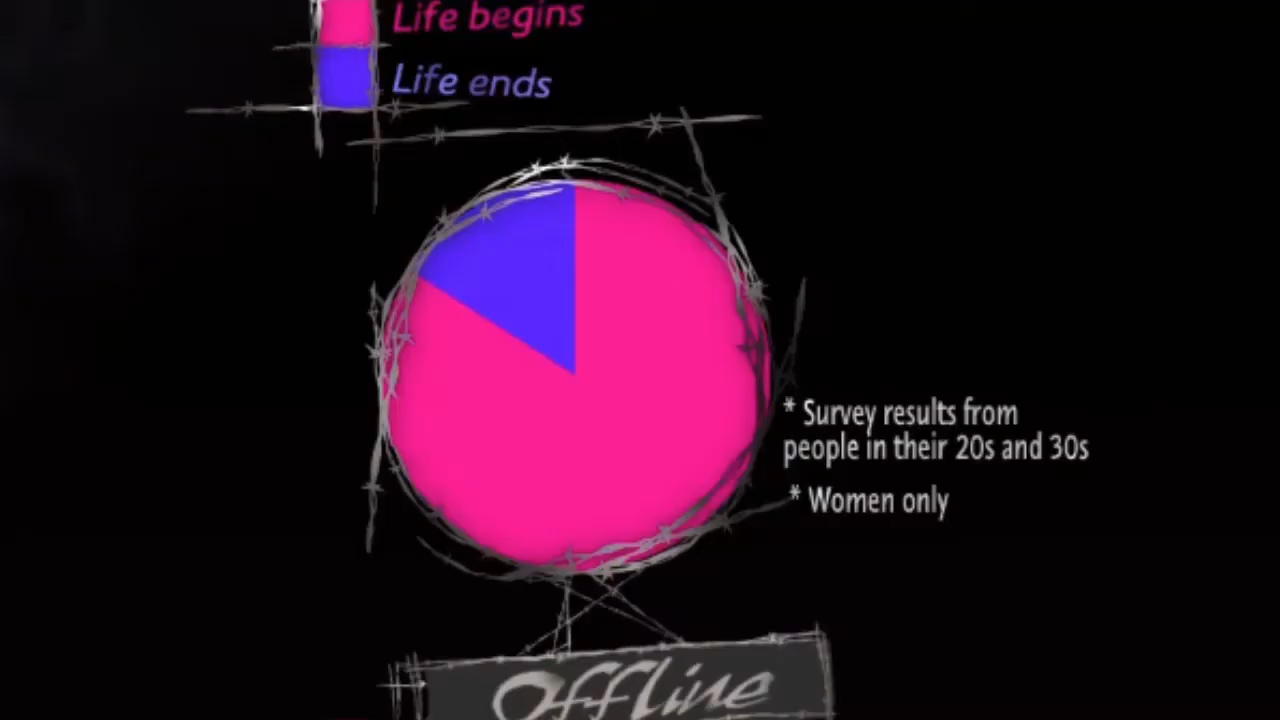 Life begins
Life ends
* Survey results from
people in their 20s and 30s
* Women only
Offline